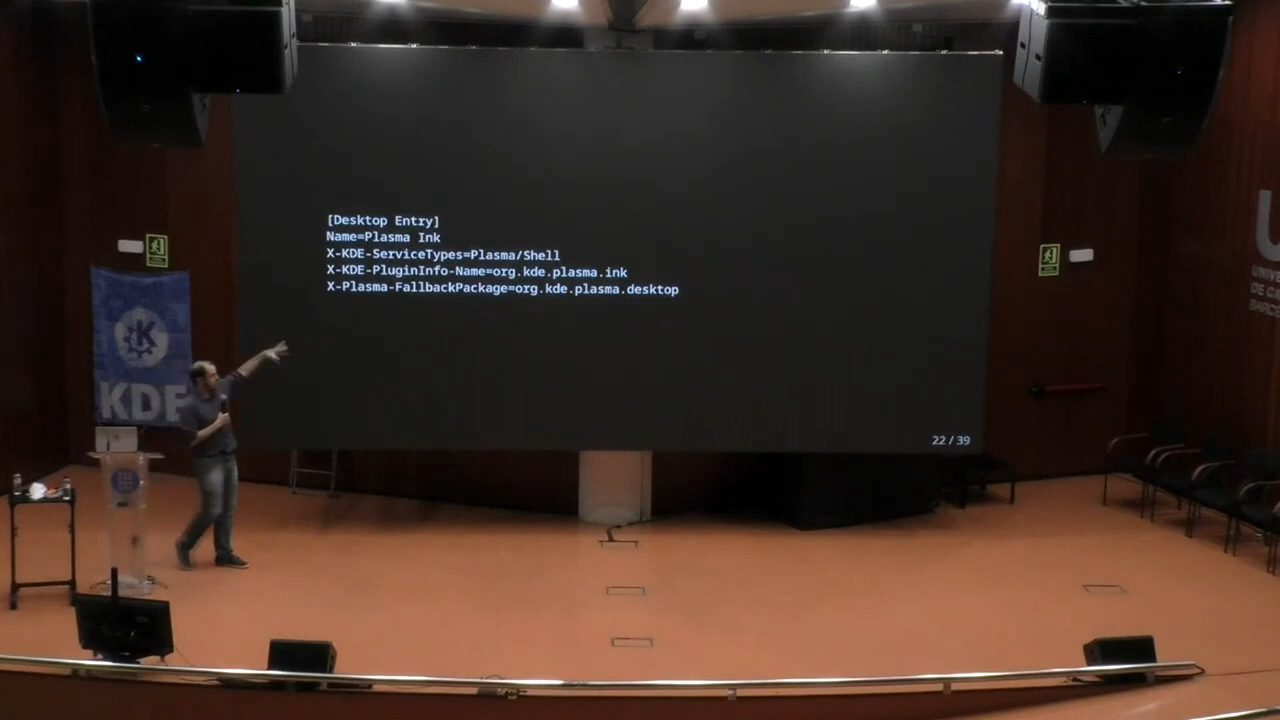 [Desktop Entry]
Name=Plasma Ink
X-KDE-ServiceTypes=Plasma/Shell
X-KDE-PluginInfo-Name=org.kde.plasma.ink
X-Plasma-FallbackPackage=org.kde.plasma.desktop
22 / 39
K
KDE